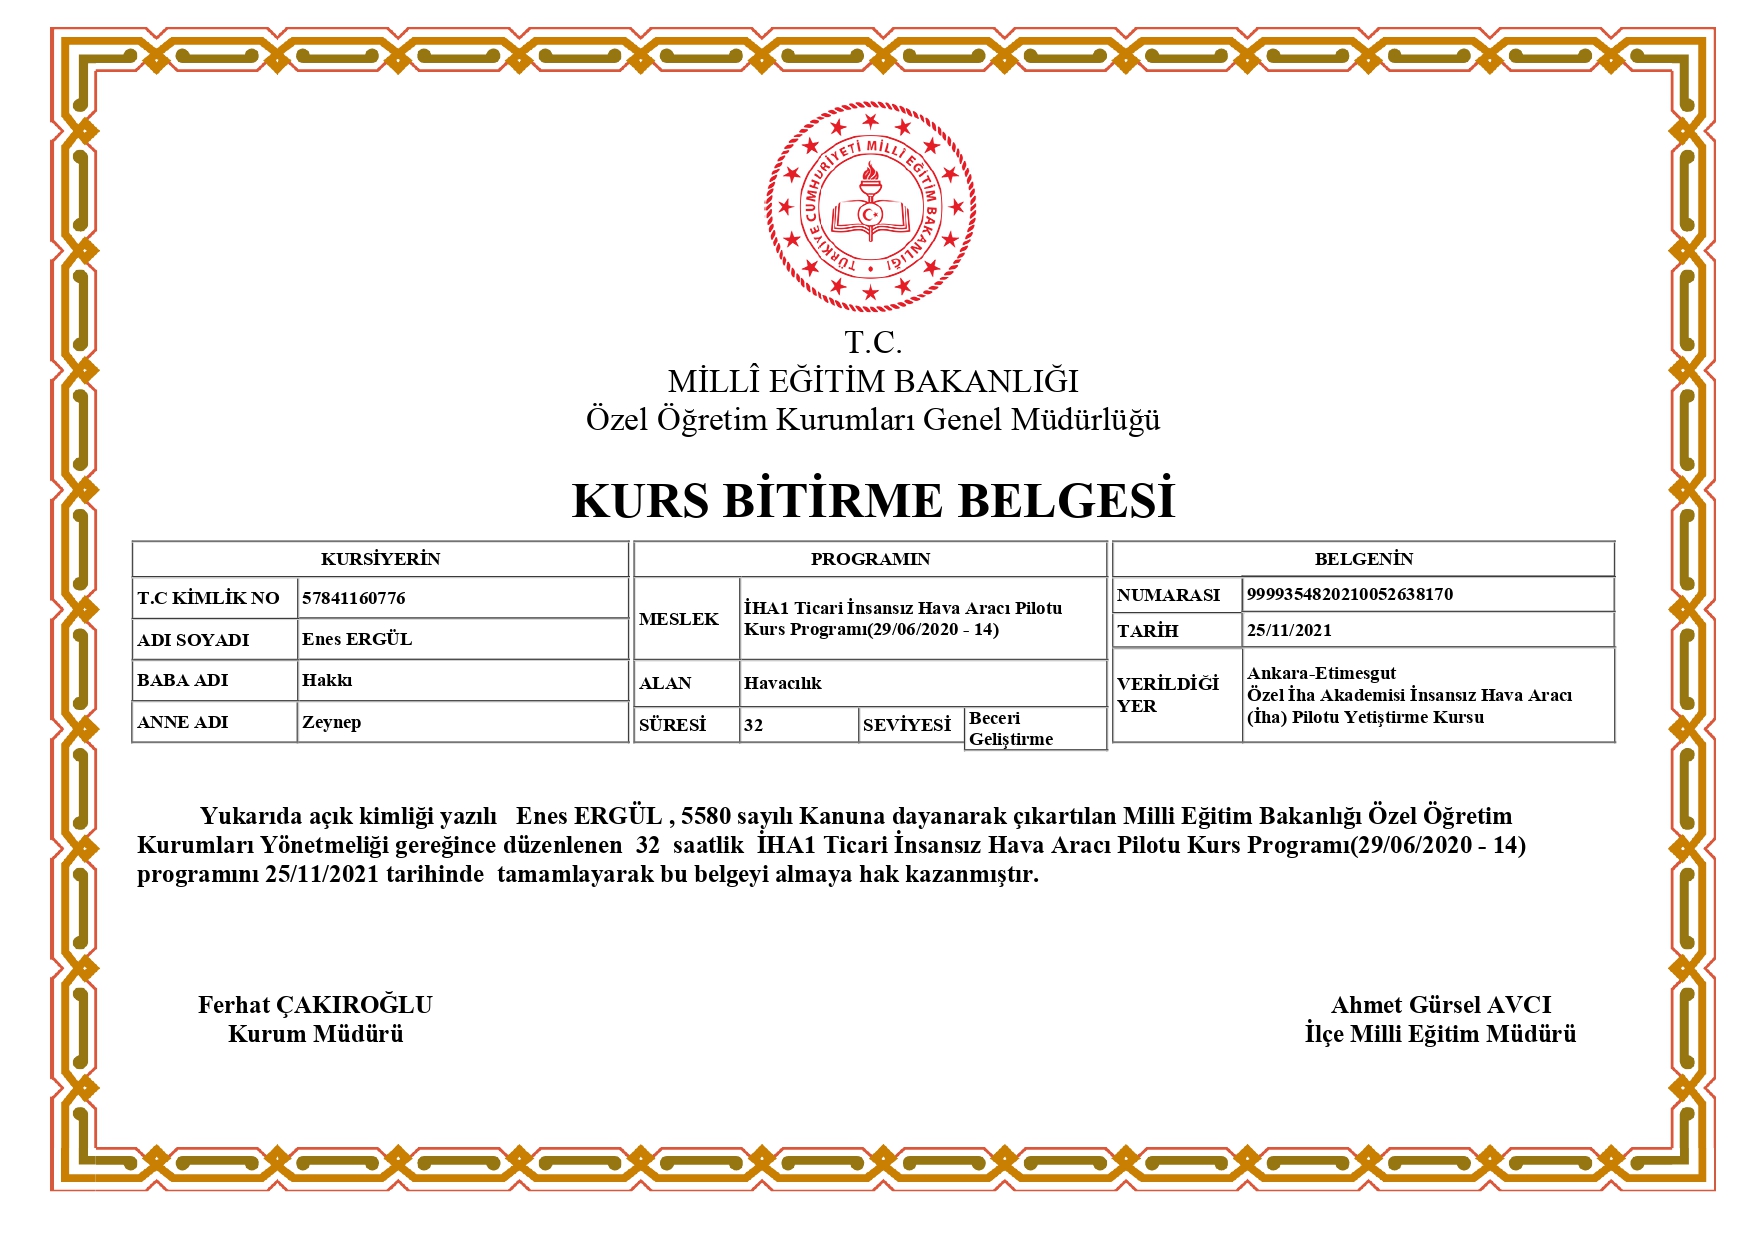 TÜRKİYE CUMHURİYETİ MİLLİ EĞİTİM BAKANLIĞI
T.C.
MİLLÎ EĞİTİM BAKANLIĞI
Özel Öğretim Kurumları Genel Müdürlüğü
KURS BİTİRME BELGESİ
KURSİYERİN
T.C KİMLİK NO 57841160776
ADI SOYADI Enes ERGÜL
BABA ADI Hakkı
ANNE ADI Zeynep
PROGRAMIN
MESLEK İHA1 Ticari İnsansız Hava Aracı Pilotu
Kurs Programı(29/06/2020 - 14)
ALAN Havacılık
SÜRESİ 32 SEVİYESİ Beceri
Geliştirme
BELGENİN
NUMARASI 9999354820210052638170
TARİH 25/11/2021
VERİLDİĞİ
YER
Ankara-Etimesgut
Özel İha Akademisi İnsansız Hava Aracı
(İha) Pilotu Yetiştirme Kursu
Yukarıda açık kimliği yazılı Enes ERGÜL , 5580 sayılı Kanuna dayanarak çıkartılan Milli Eğitim Bakanlığı Özel Öğretim
Kurumları Yönetmeliği gereğince düzenlenen 32 saatlik İHA1 Ticari İnsansız Hava Aracı Pilotu Kurs Programı(29/06/2020 - 14)
programını 25/11/2021 tarihinde tamamlayarak bu belgeyi almaya hak kazanmıştır.
Ferhat ÇAKIROĞLU
Kurum Müdürü
Ahmet Gürsel AVCI
İlçe Milli Eğitim Müdürü